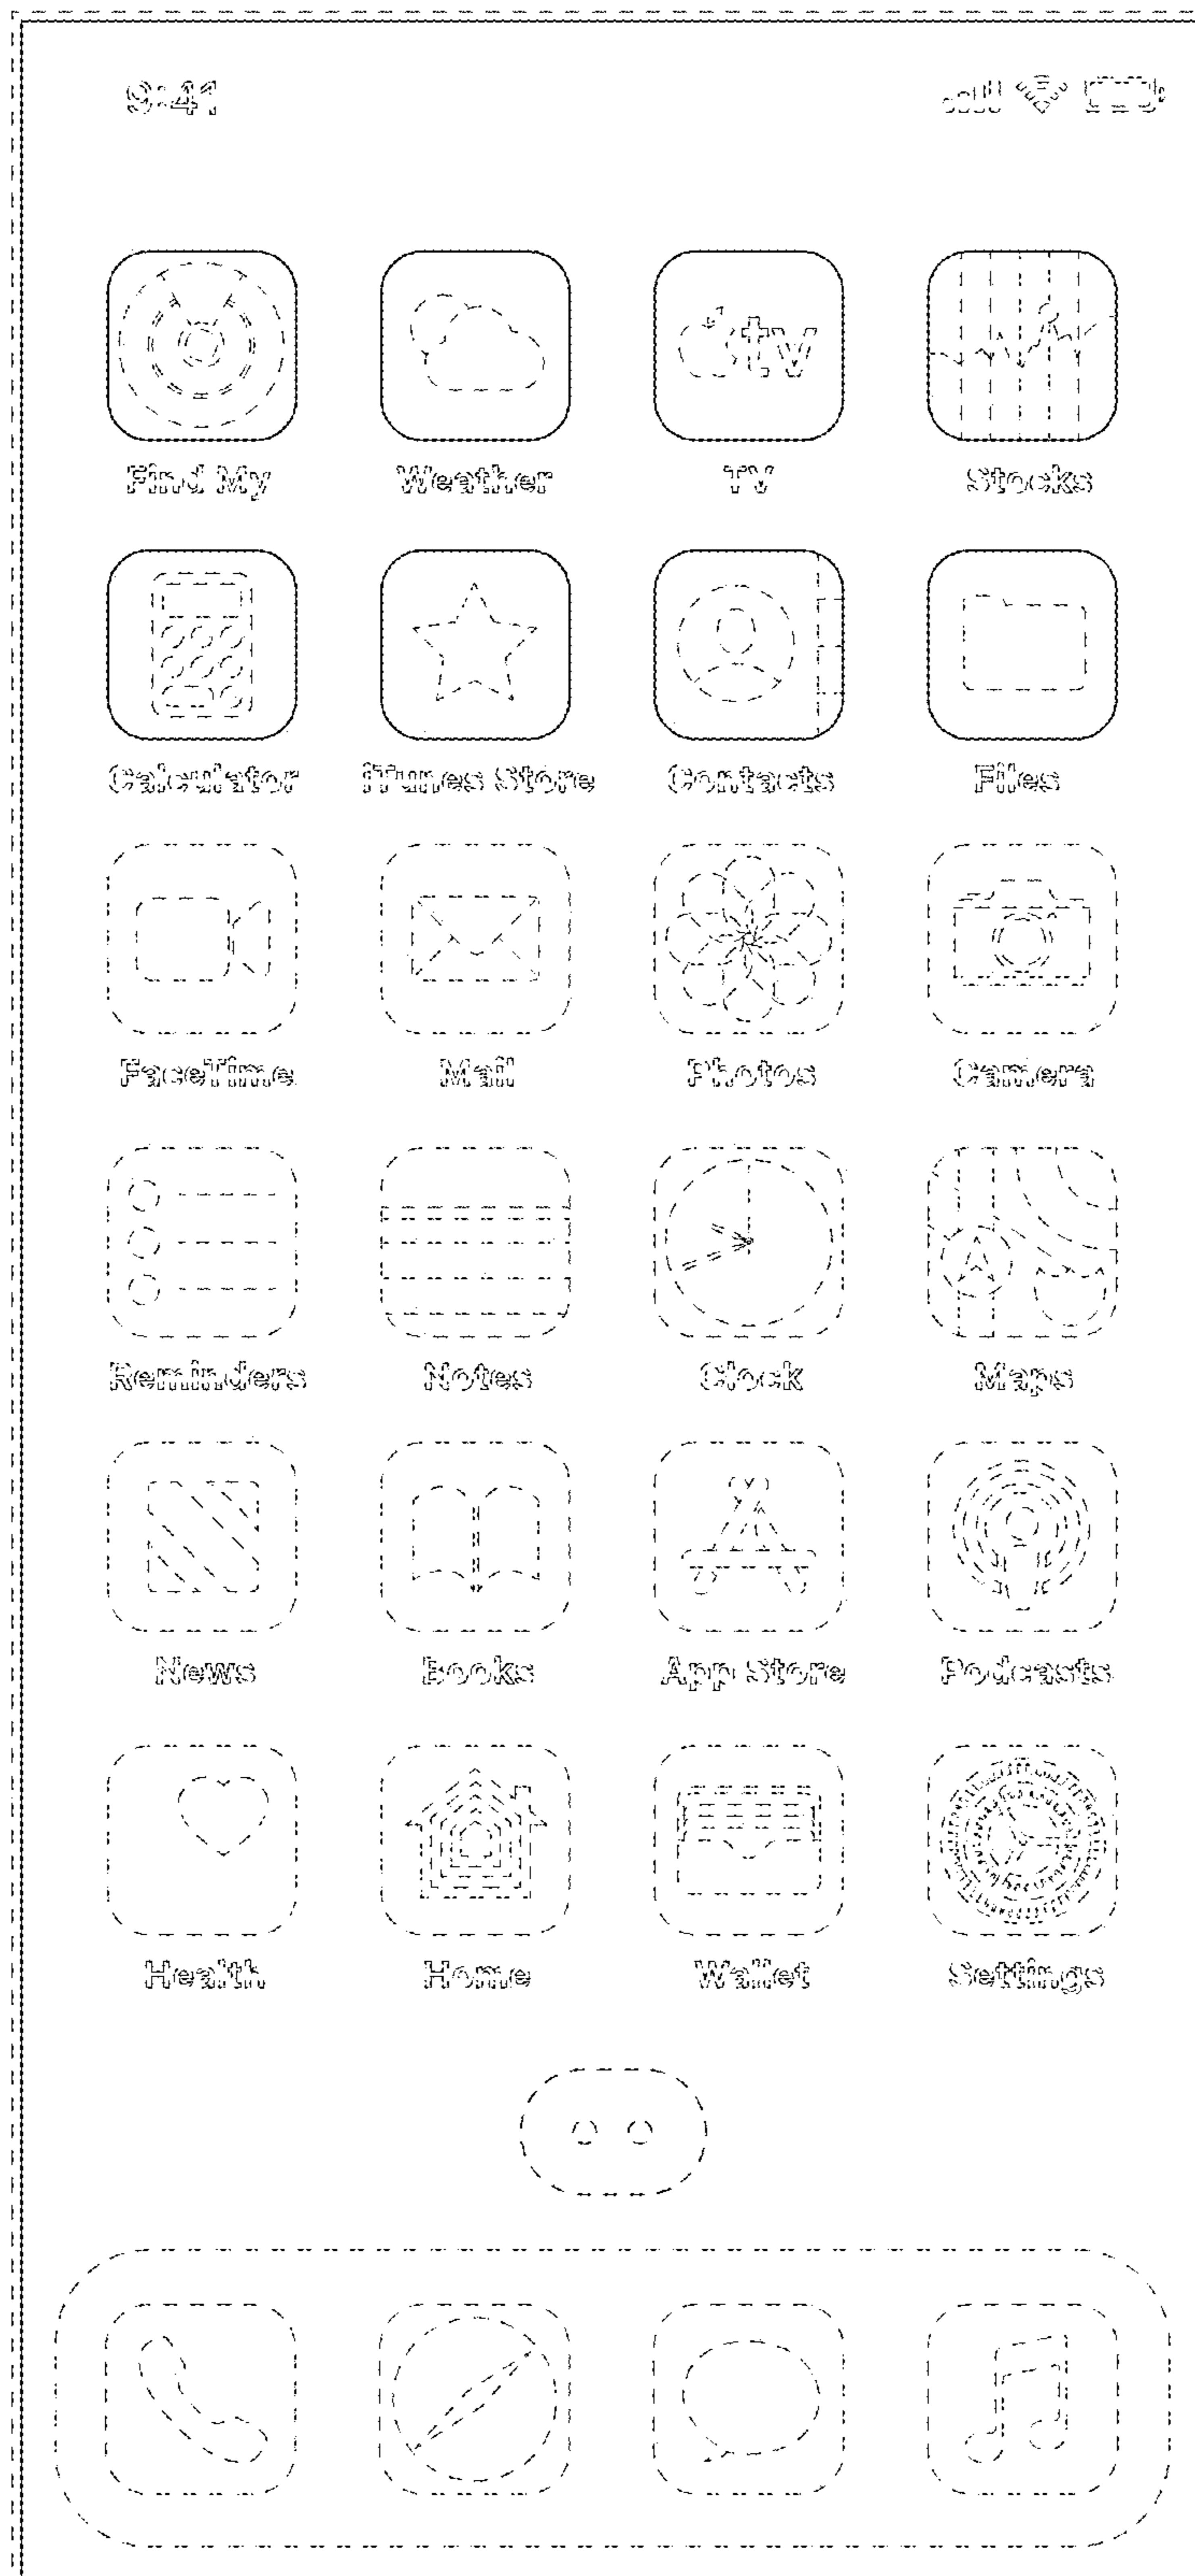 9:41
tv
Find My Weather TV Stocks
Calculator iTunes Store Contacts Files
FaceTime Mail Photos Camera
Reminders Notes Clock Maps
News Books App Store Podcasts
Health Home Wallet Settings